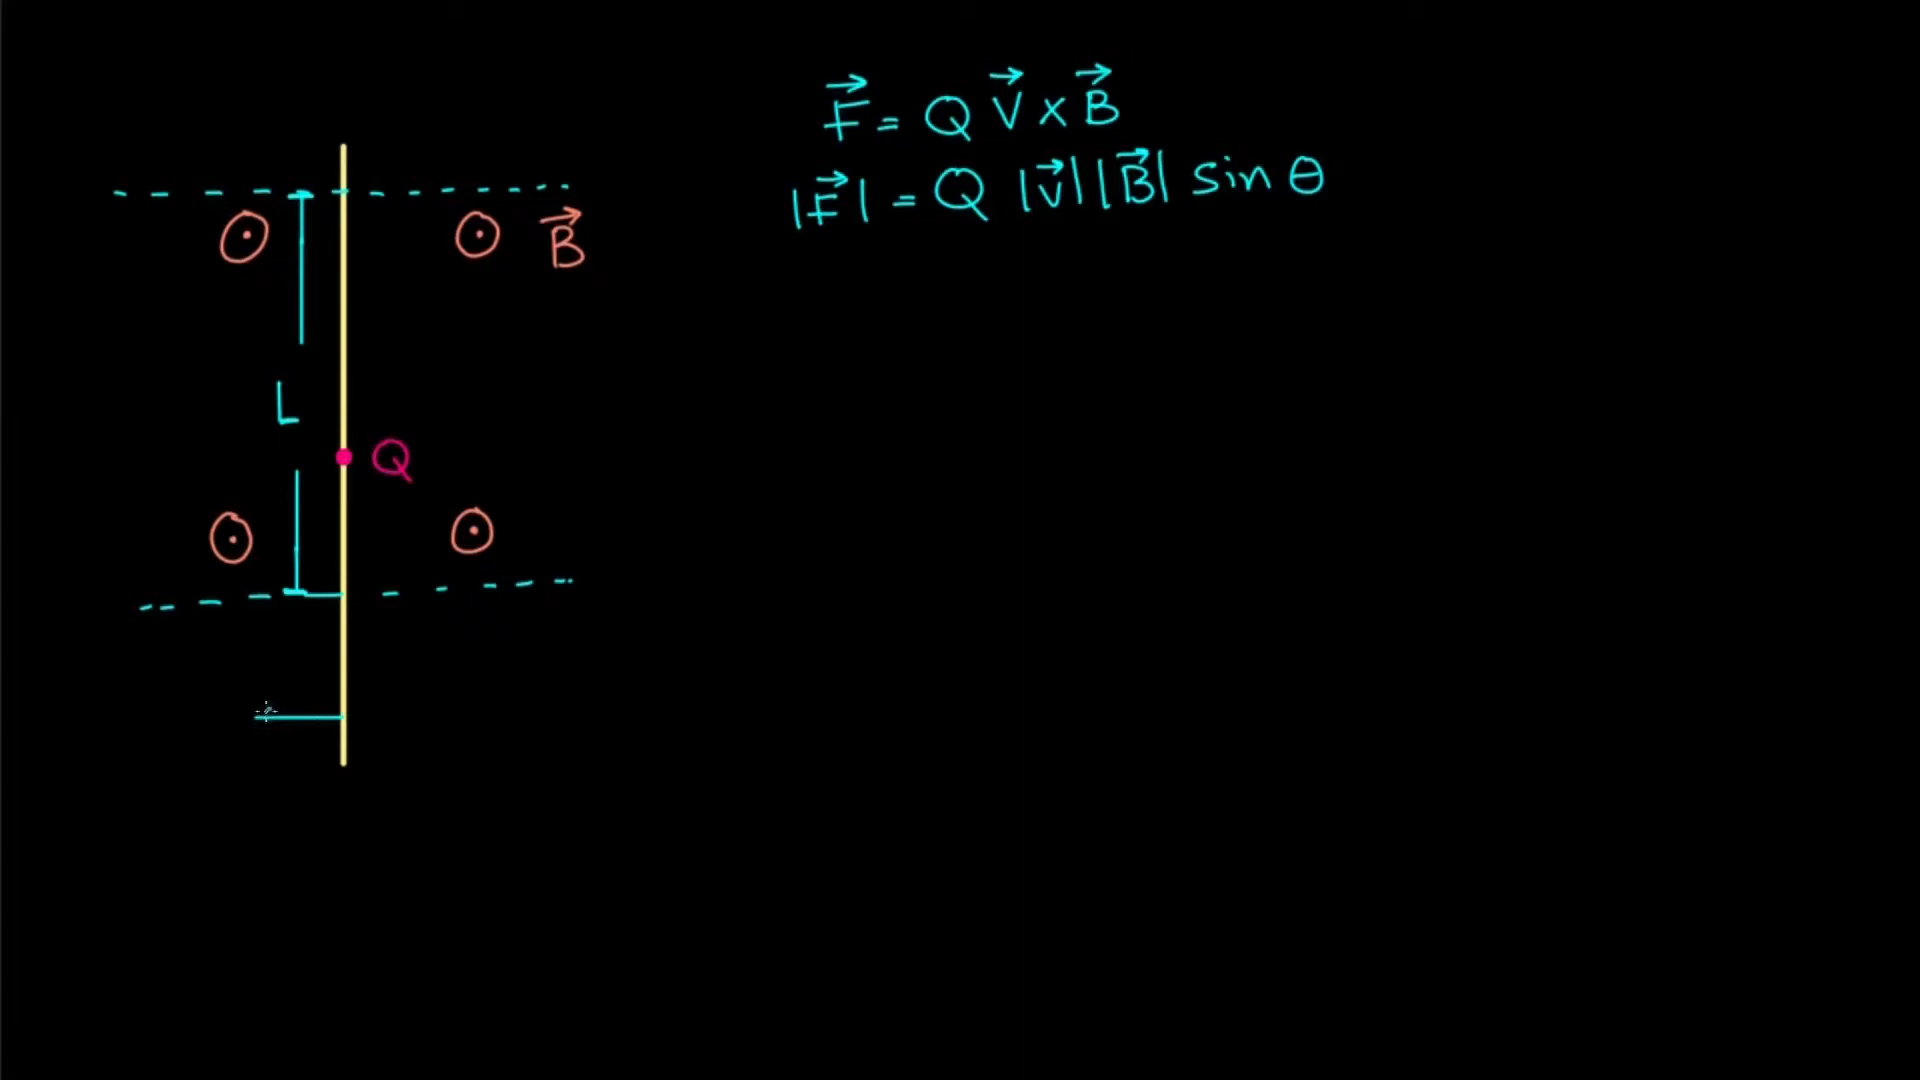 F⃗ = Q V⃗ × B⃗
|F⃗| = Q |v⃗| |B⃗| sin θ
B⃗
L
Q